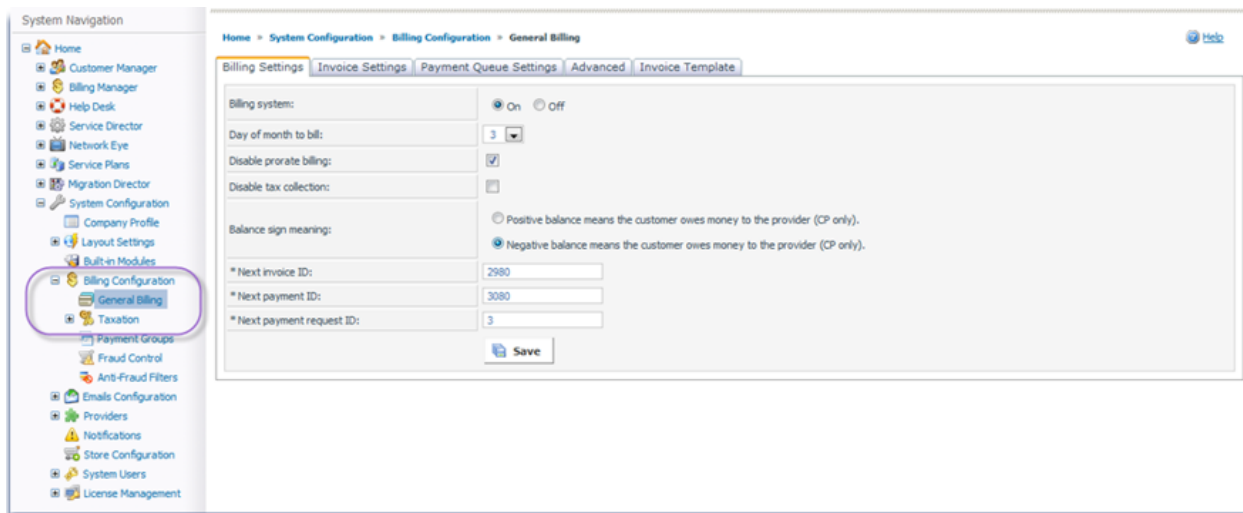 System Navigation
Home
Customer Manager
Billing Manager
Help Desk
Service Director
Network Eye
Service Plans
Migration Director
System Configuration
Company Profile
Layout Settings
Built-in Modules
Billing Configuration
General Billing
Taxation
Payment Groups
Fraud Control
Anti-Fraud Filters
Emails Configuration
Providers
Notifications
Store Configuration
System Users
License Management
Home » System Configuration » Billing Configuration » General Billing
Help
Billing Settings Invoice Settings Payment Queue Settings Advanced Invoice Template
Billing system: On Off
Day of month to bill: 3
Disable prorate billing:
Disable tax collection:
Balance sign meaning:
Positive balance means the customer owes money to the provider (CP only).
Negative balance means the customer owes money to the provider (CP only).
* Next invoice ID: 2980
* Next payment ID: 3080
* Next payment request ID: 3
Save